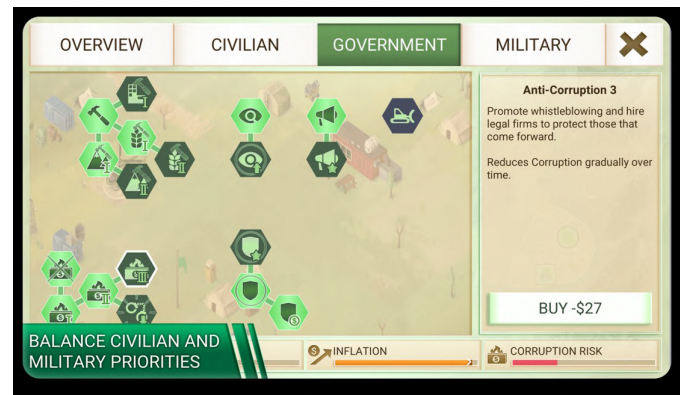 OVERVIEW
CIVILIAN
GOVERNMENT
MILITARY
Anti-Corruption 3
Promote whistleblowing and hire
legal firms to protect those that
come forward.
Reduces Corruption gradually over
time.
BUY -$27
BALANCE CIVILIAN AND
MILITARY PRIORITIES
INFLATION
CORRUPTION RISK